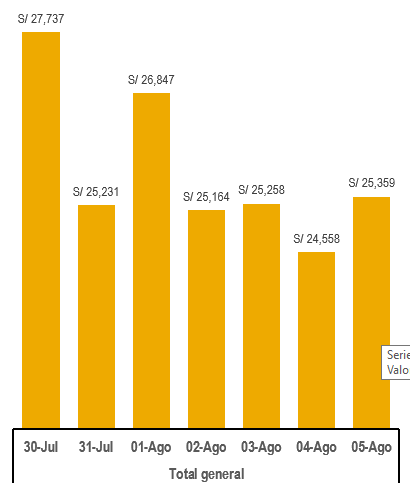 S/ 27,737
S/ 26,847
S/ 25,231
S/ 25,164
S/ 25,258
S/ 24,558
S/ 25,359
Serie
Valo
30-Jul 31-Jul 01-Ago 02-Ago 03-Ago 04-Ago 05-Ago
Total general